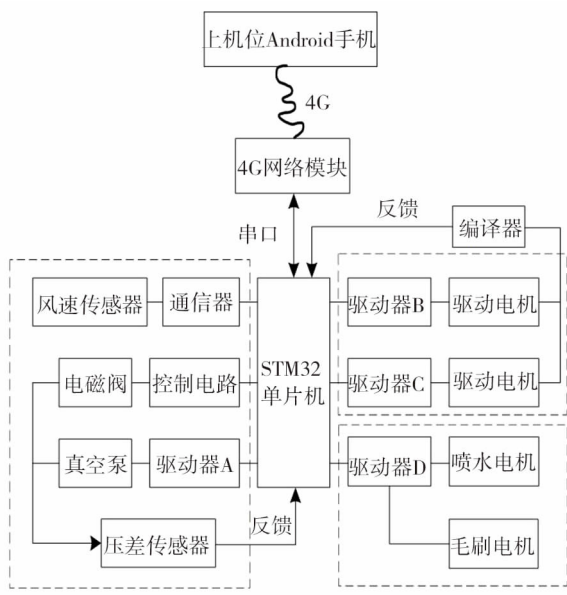 上机位Android手机
4G
4G网络模块
串口
反馈
编译器
风速传感器
通信器
STM32
单片机
驱动器B
驱动电机
电磁阀
控制电路
驱动器C
驱动电机
真空泵
驱动器A
驱动器D
喷水电机
压差传感器
反馈
毛刷电机